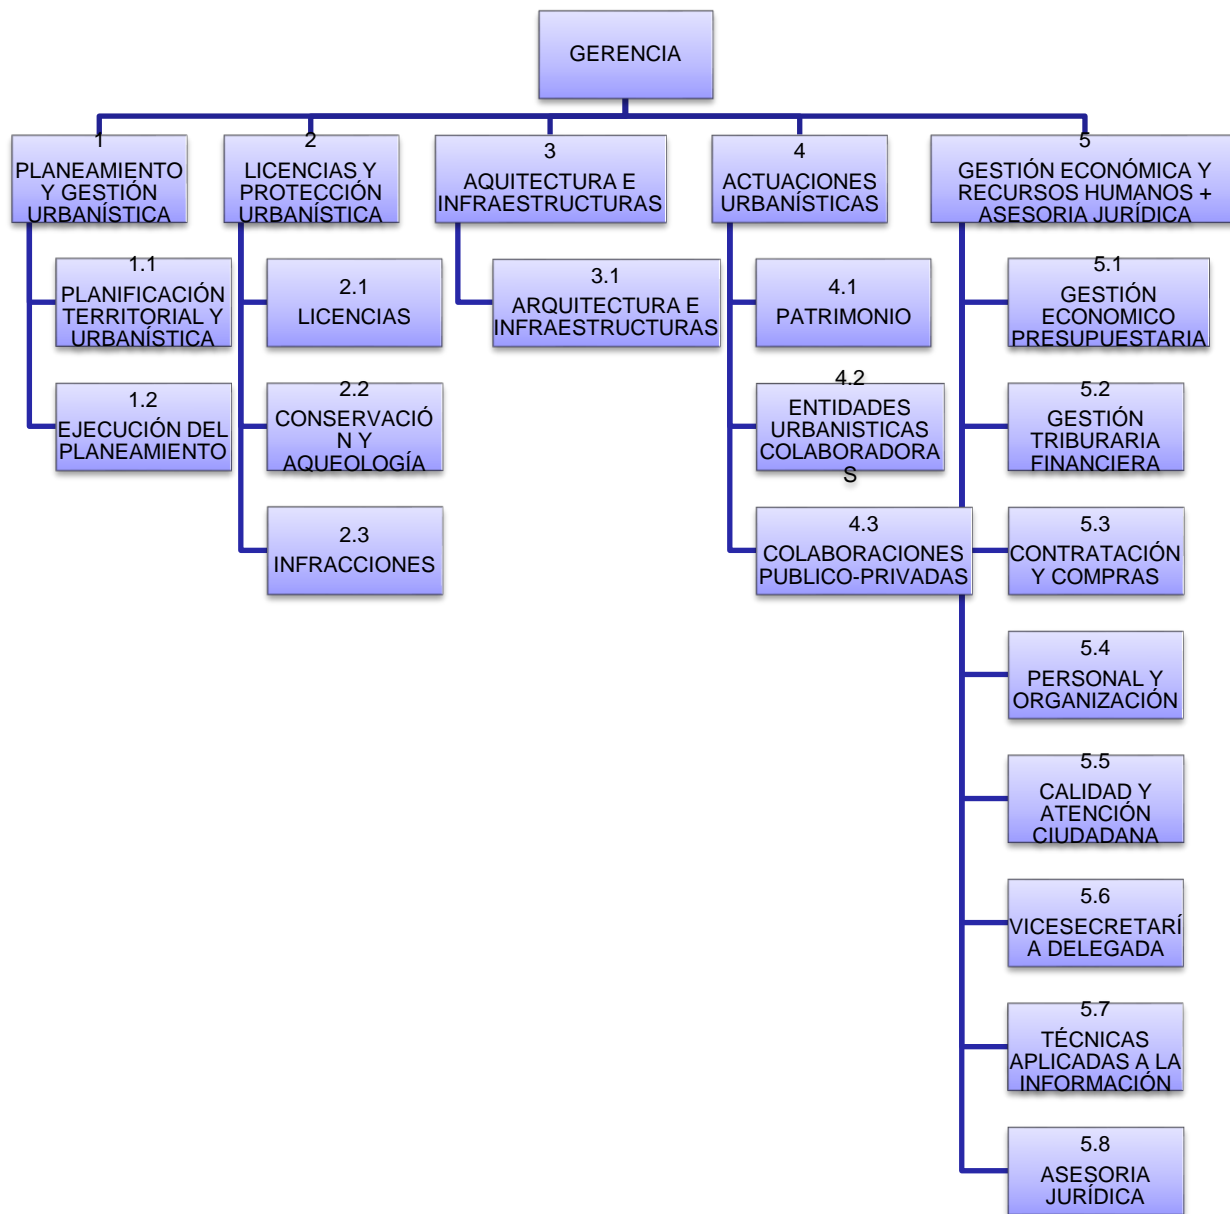 GERENCIA
1
PLANEAMIENTO
Y GESTIÓN
URBANÍSTICA
2
LICENCIAS Y
PROTECCIÓN
URBANÍSTICA
3
AQUITECTURA E
INFRAESTRUCTURAS
4
ACTUACIONES
URBANÍSTICAS
5
GESTIÓN ECONÓMICA Y
RECURSOS HUMANOS +
ASESORIA JURÍDICA
1.1
PLANIFICACIÓN
TERRITORIAL Y
URBANÍSTICA
1.2
EJECUCIÓN DEL
PLANEAMIENTO
2.1
LICENCIAS
2.2
CONSERVACIÓ
N Y
AQUEOLOGÍA
2.3
INFRACCIONES
3.1
ARQUITECTURA E
INFRAESTRUCTURAS
4.1
PATRIMONIO
4.2
ENTIDADES
URBANISTICAS
COLABORADORA
S
4.3
COLABORACIONES
PUBLICO-PRIVADAS
5.1
GESTIÓN
ECONOMICO
PRESUPUESTARIA
5.2
GESTIÓN
TRIBURARIA
FINANCIERA
5.3
CONTRATACIÓN
Y COMPRAS
5.4
PERSONAL Y
ORGANIZACIÓN
5.5
CALIDAD Y
ATENCIÓN
CIUDADANA
5.6
VICESECRETARÍ
A DELEGADA
5.7
TÉCNICAS
APLICADAS A LA
INFORMACIÓN
5.8
ASESORIA
JURÍDICA